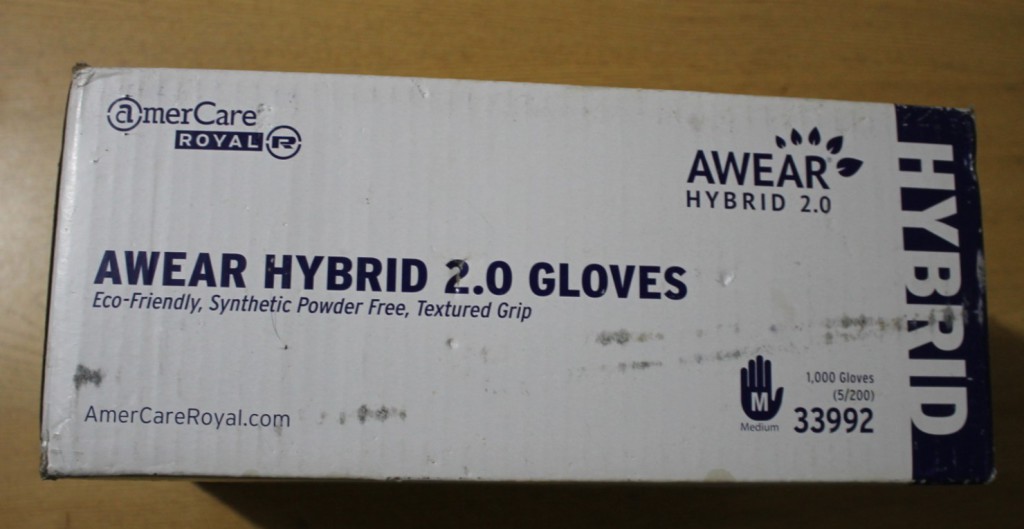 amerCare®
ROYAL R
AWEAR®
HYBRID 2.0
HYBRID
AWEAR HYBRID 2.0 GLOVES
Eco-Friendly, Synthetic Powder Free, Textured Grip
M
Medium
1,000 Gloves
(5/200)
33992
AmerCareRoyal.com